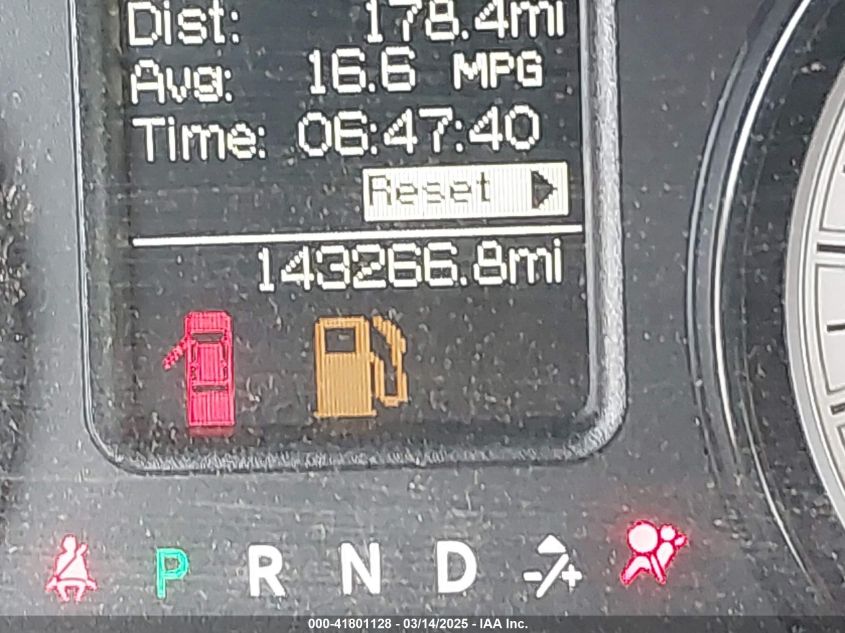 Dist: 178.4mi
Avg: 16.6 MPG
Time: 06:47:40
Reset
143266.8mi
P R N D -/+
000-41801128 - 03/14/2025 - IAA Inc.